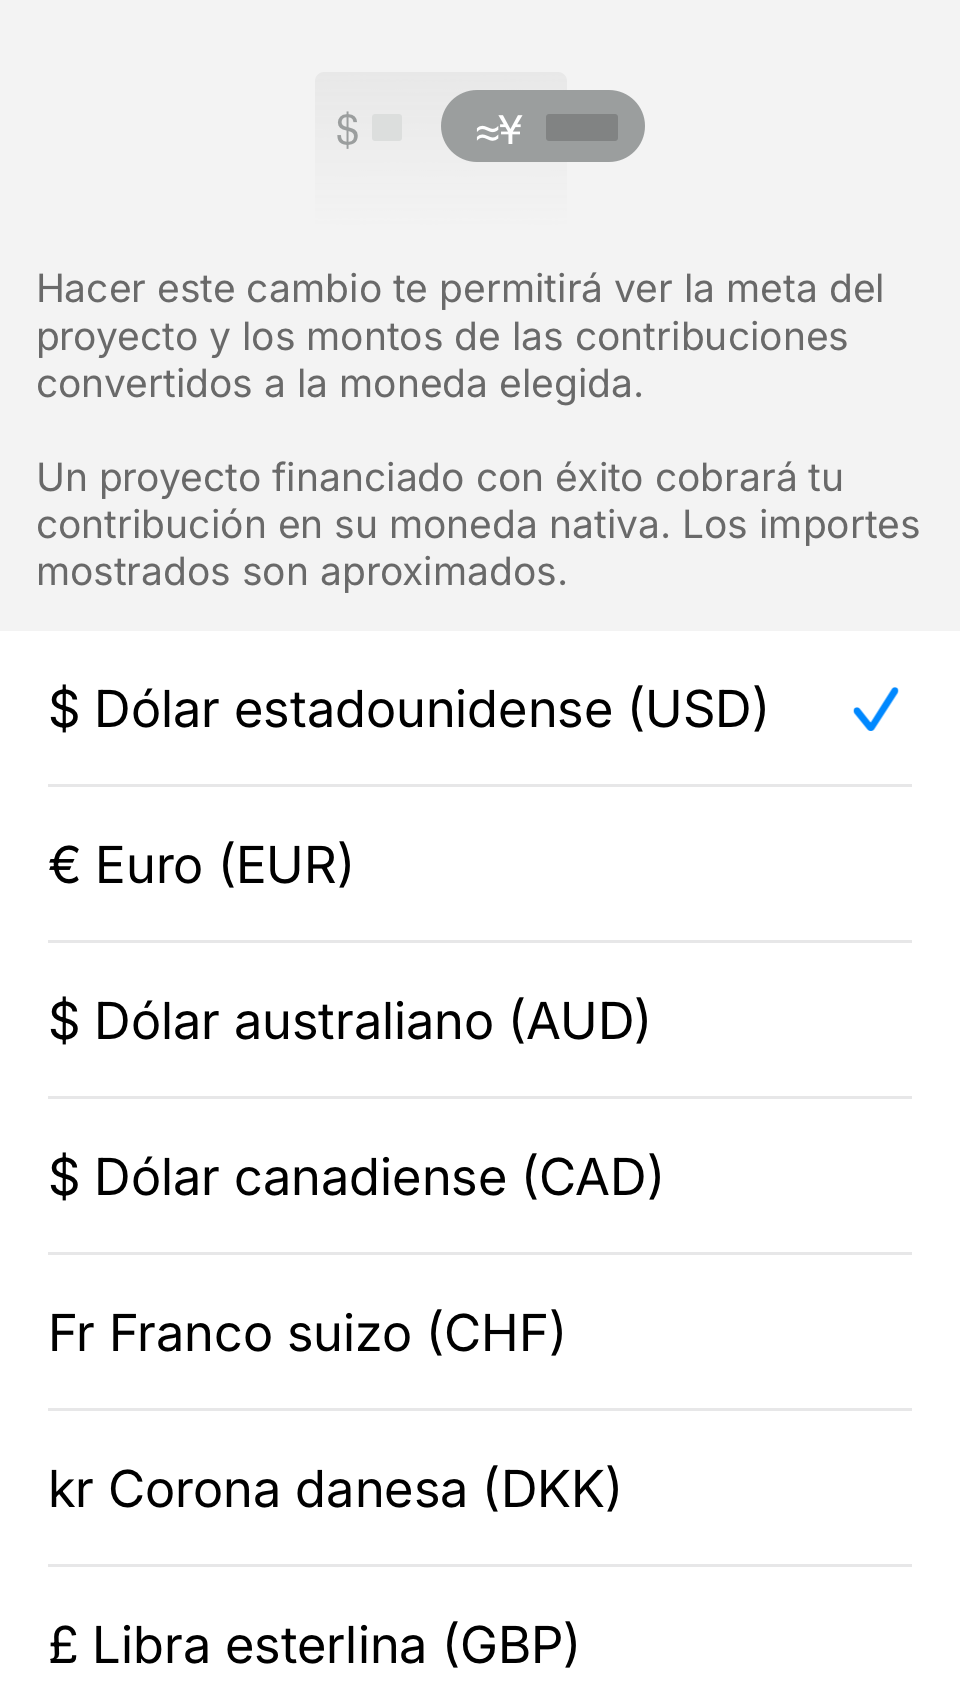 $ ≈¥
Hacer este cambio te permitirá ver la meta del
proyecto y los montos de las contribuciones
convertidos a la moneda elegida.
Un proyecto financiado con éxito cobrará tu
contribución en su moneda nativa. Los importes
mostrados son aproximados.
$ Dólar estadounidense (USD)
€ Euro (EUR)
$ Dólar australiano (AUD)
$ Dólar canadiense (CAD)
Fr Franco suizo (CHF)
kr Corona danesa (DKK)
£ Libra esterlina (GBP)